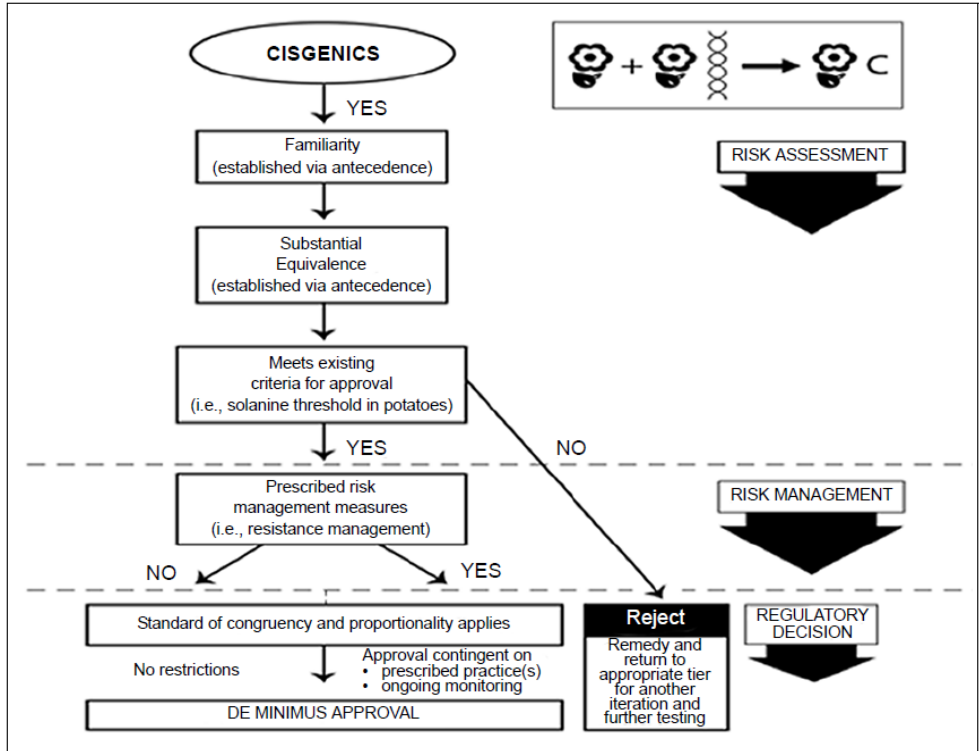 CISGENICS
+
C
YES
Familiarity
(established via antecedence)
RISK ASSESSMENT
Substantial
Equivalence
(established via antecedence)
Meets existing
criteria for approval
(i.e., solanine threshold in potatoes)
YES
NO
Prescribed risk
management measures
(i.e., resistance management)
RISK MANAGEMENT
NO
YES
Standard of congruency and proportionality applies
Reject
Remedy and
return to
appropriate tier
for another
iteration and
further testing
REGULATORY
DECISION
No restrictions
Approval contingent on
• prescribed practice(s)
• ongoing monitoring
DE MINIMUS APPROVAL